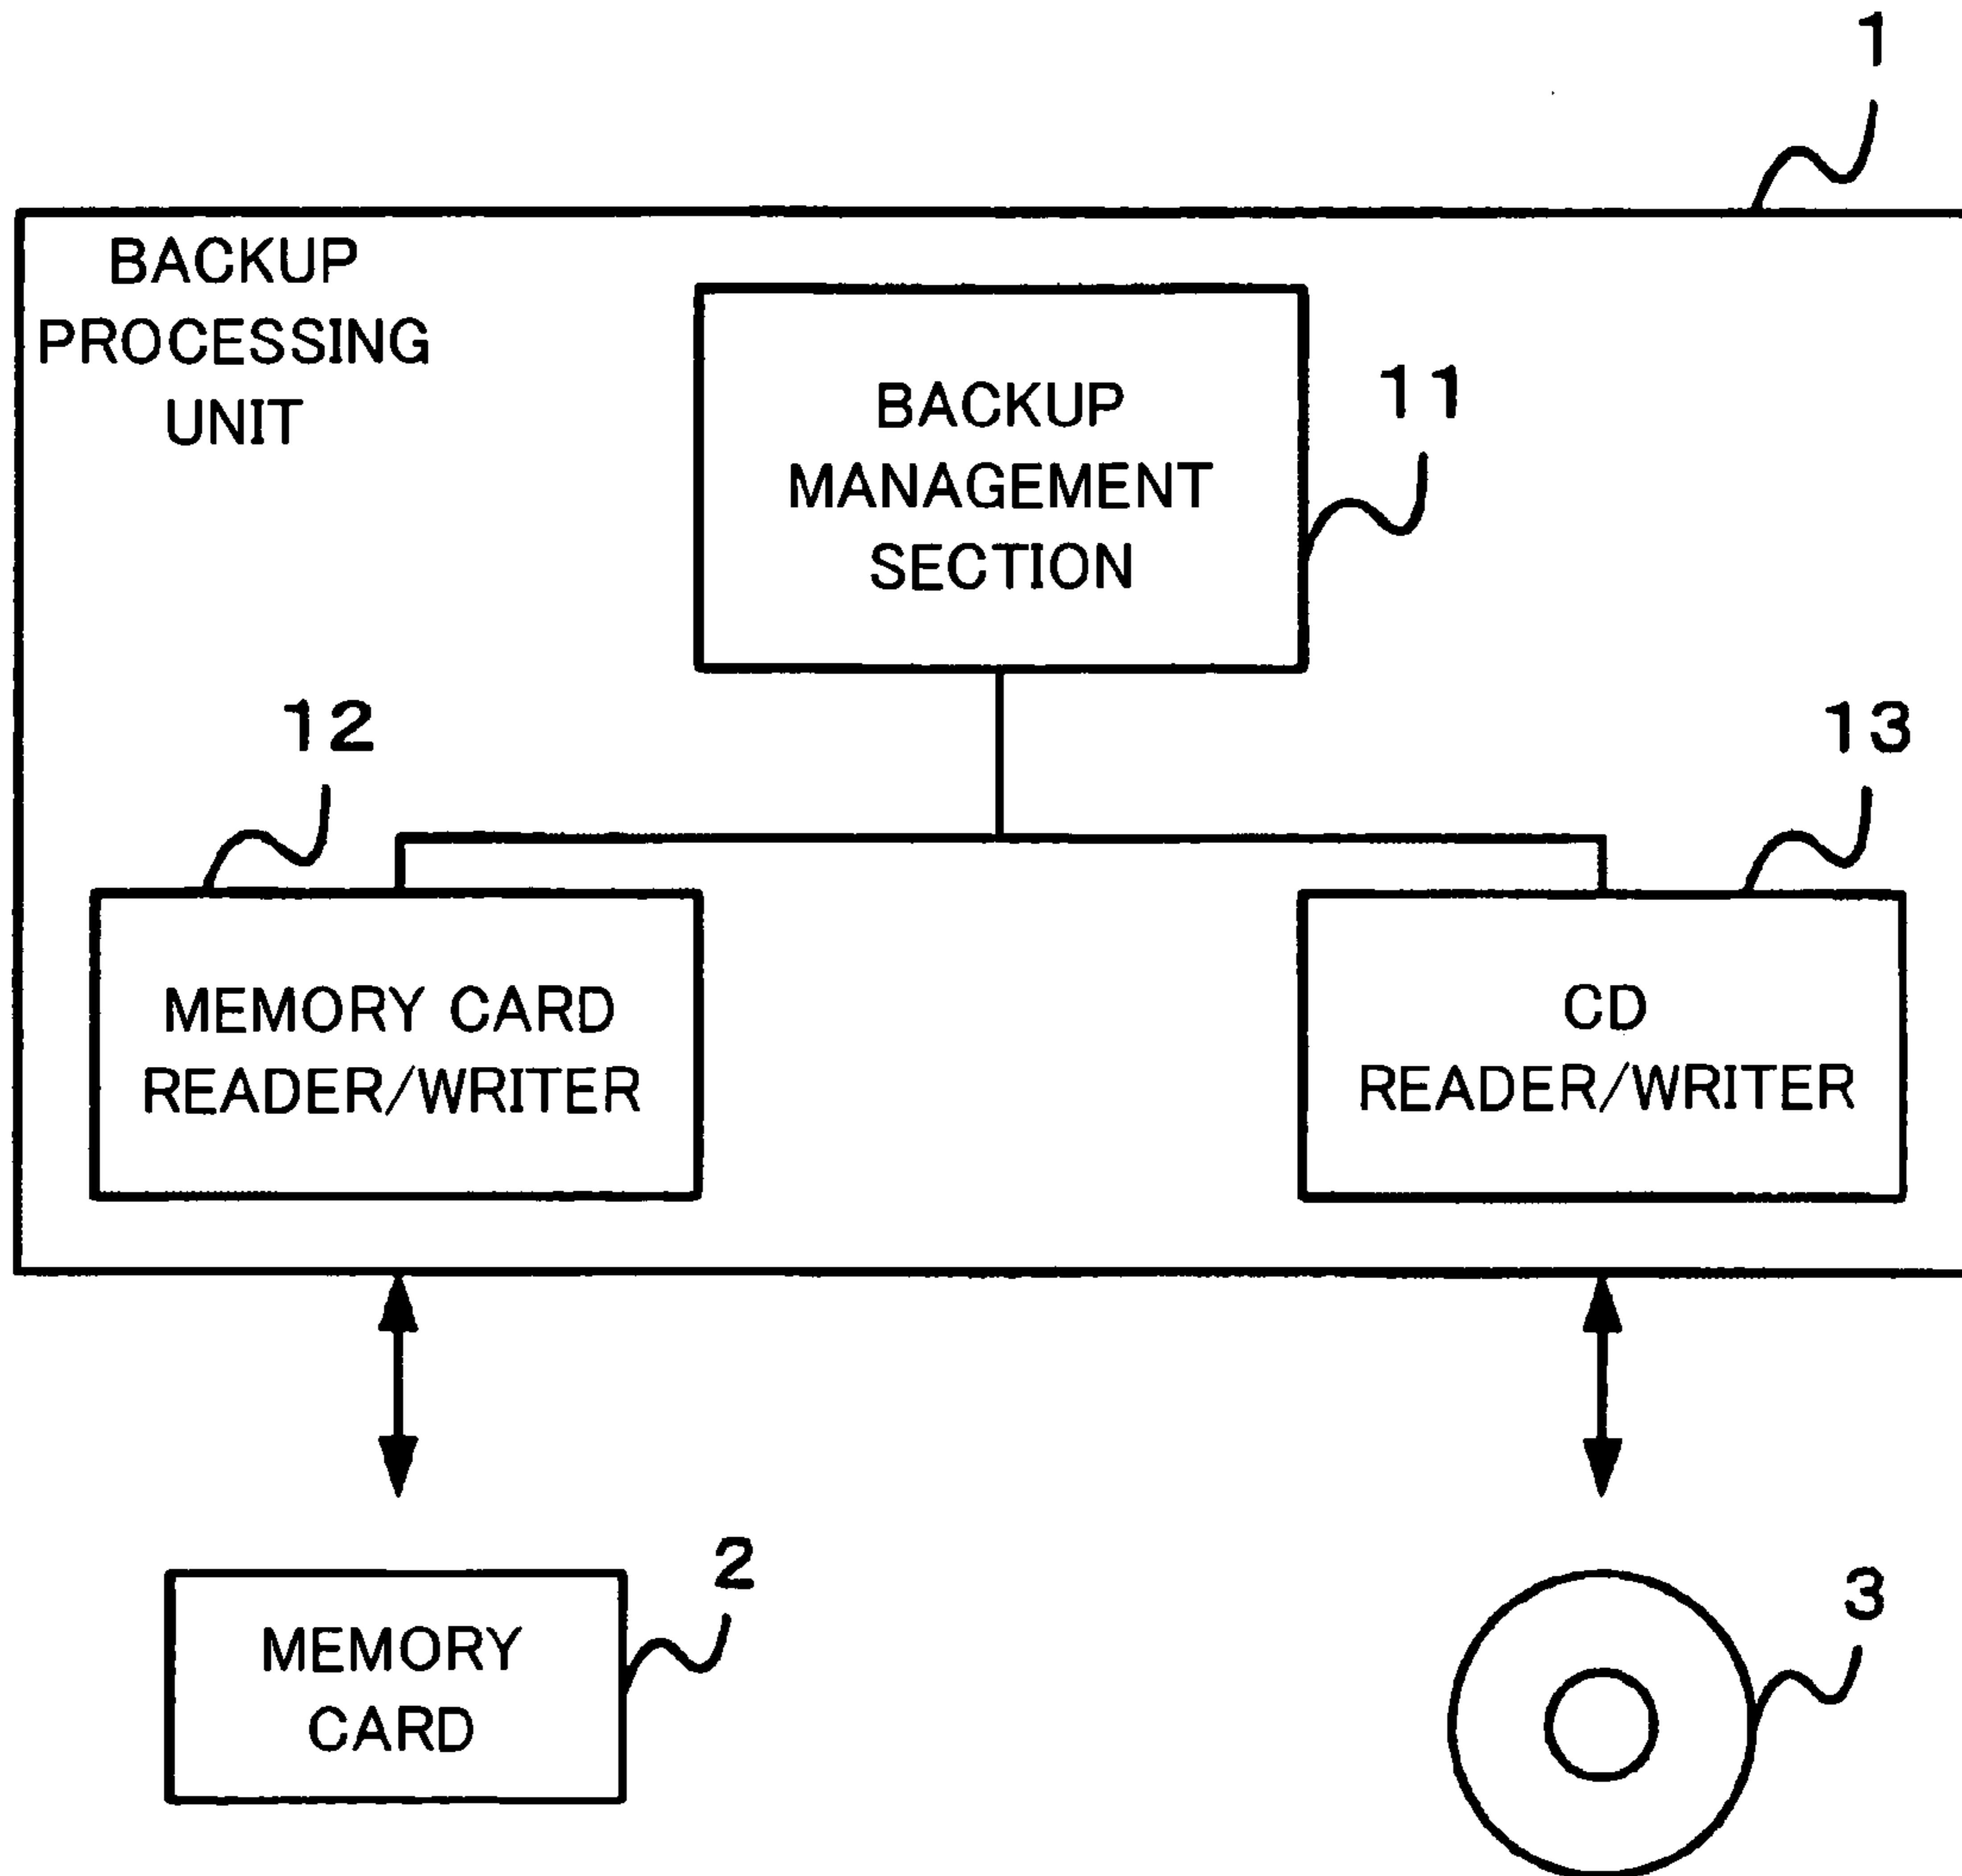 1
BACKUP
PROCESSING
UNIT
BACKUP
MANAGEMENT
SECTION
11
12
13
MEMORY CARD
READER/WRITER
CD
READER/WRITER
2
MEMORY
CARD
3